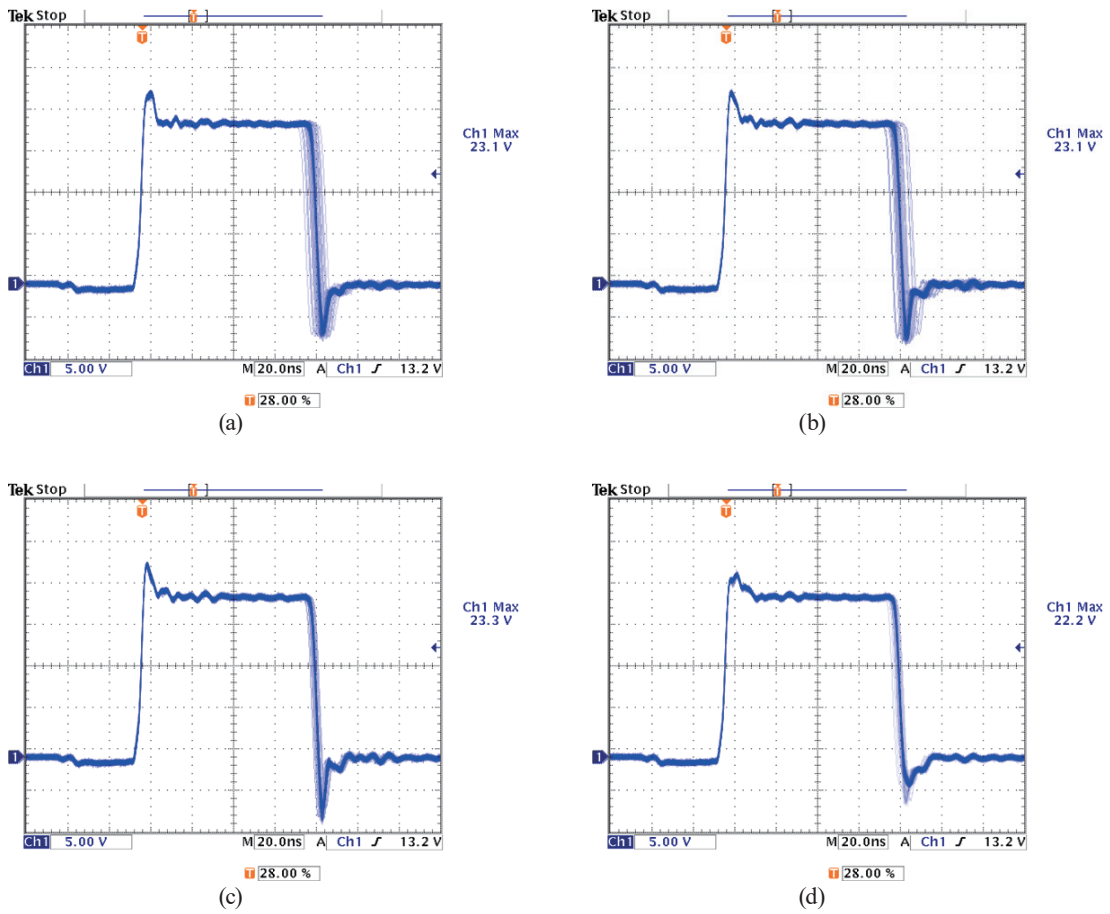 Tek Stop
T
T
Ch1 Max
23.1 V
1
Ch1 5.00 V M 20.0ns A Ch1 13.2 V
T 28.00 %
(a)
Tek Stop
T
T
Ch1 Max
23.1 V
1
Ch1 5.00 V M 20.0ns A Ch1 13.2 V
T 28.00 %
(b)
Tek Stop
T
T
Ch1 Max
23.3 V
1
Ch1 5.00 V M 20.0ns A Ch1 13.2 V
T 28.00 %
(c)
Tek Stop
T
T
Ch1 Max
22.2 V
1
Ch1 5.00 V M 20.0ns A Ch1 13.2 V
T 28.00 %
(d)